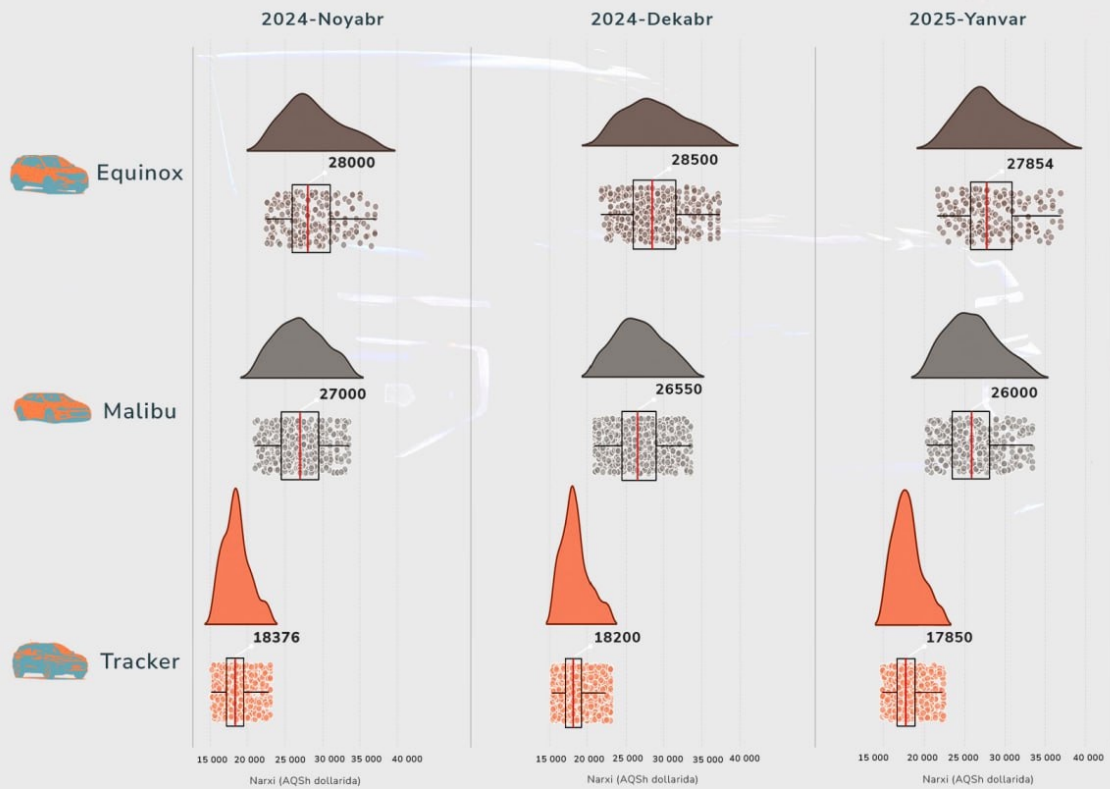 2024-Noyabr 2024-Dekabr 2025-Yanvar
Equinox
28000 28500 27854
Malibu
27000 26550 26000
Tracker
18376 18200 17850
15 000 20 000 25 000 30 000 35 000 40 000 15 000 20 000 25 000 30 000 35 000 40 000 15 000 20 000 25 000 30 000 35 000 40 000
Narxi (AQSh dollarida) Narxi (AQSh dollarida) Narxi (AQSh dollarida)